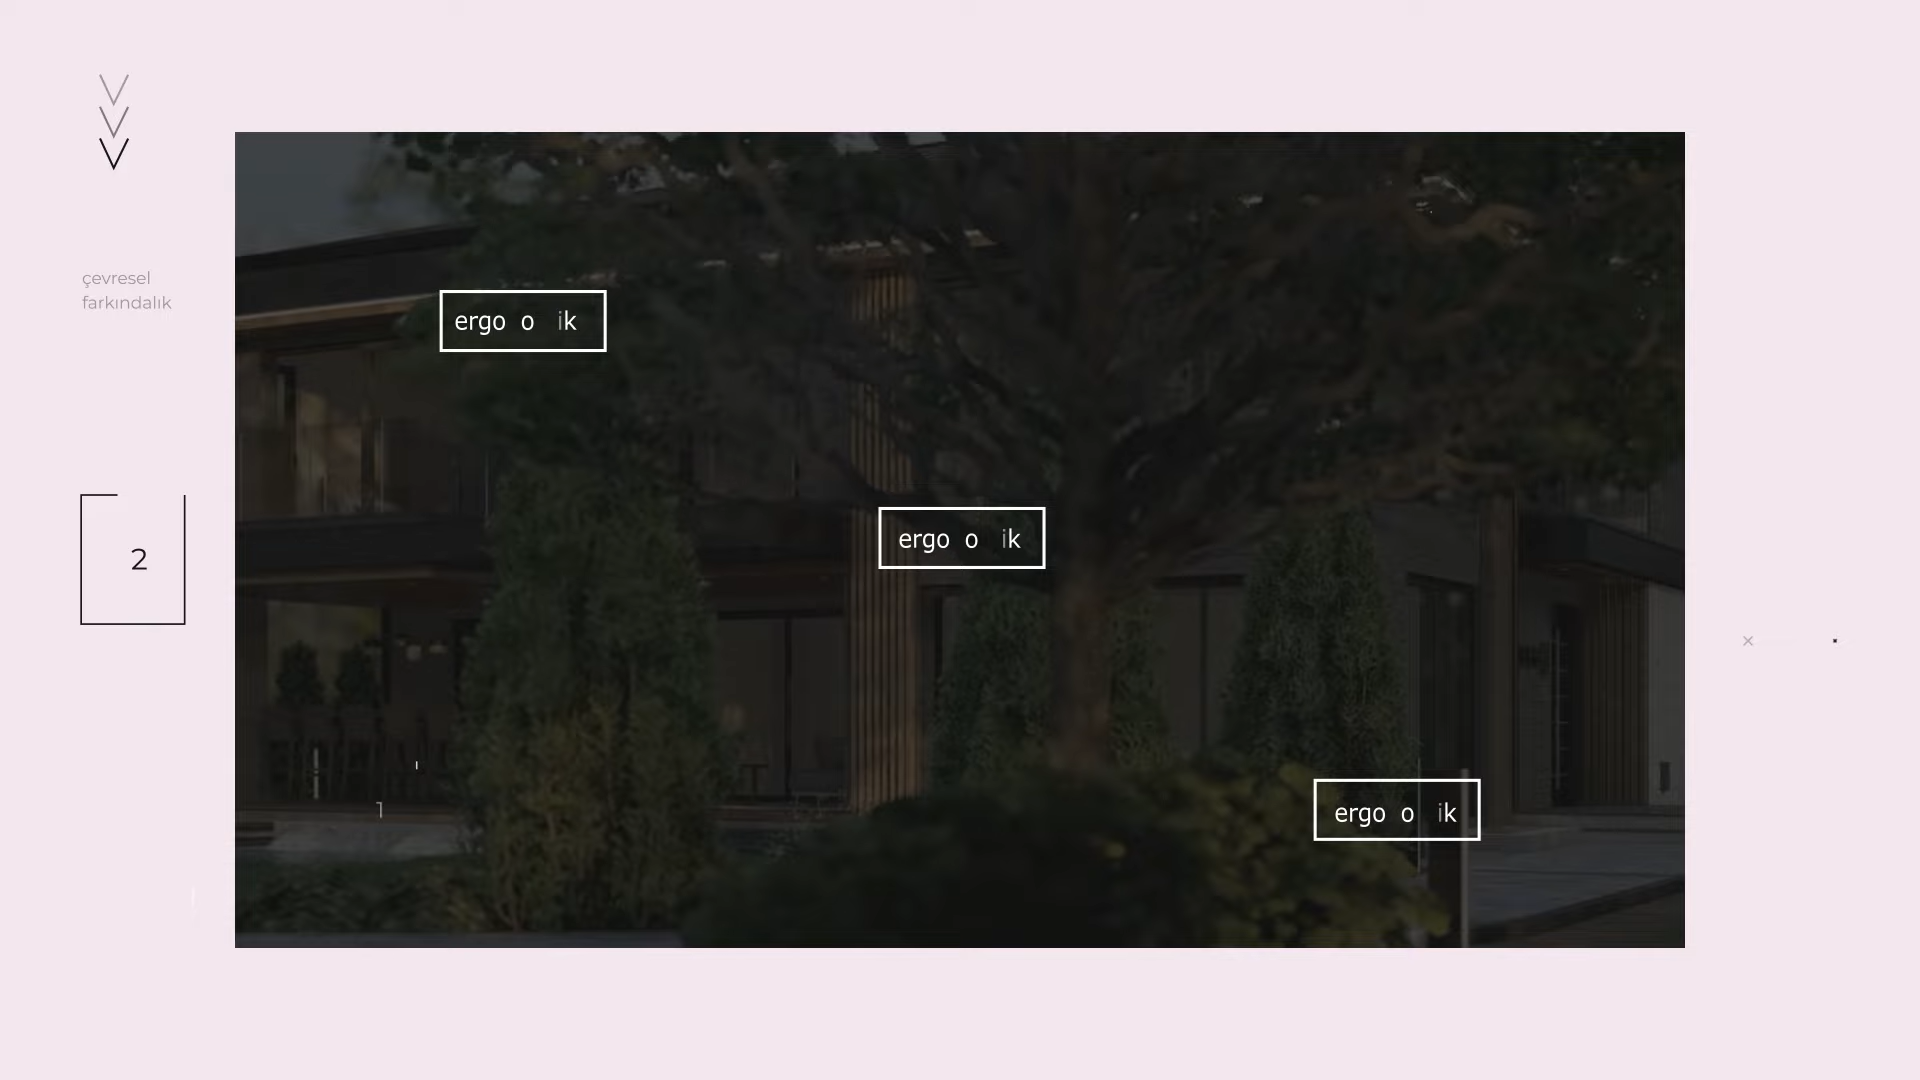 çevresel
farkındalık
ergo o ik
2
ergo o ik
ergo o ik